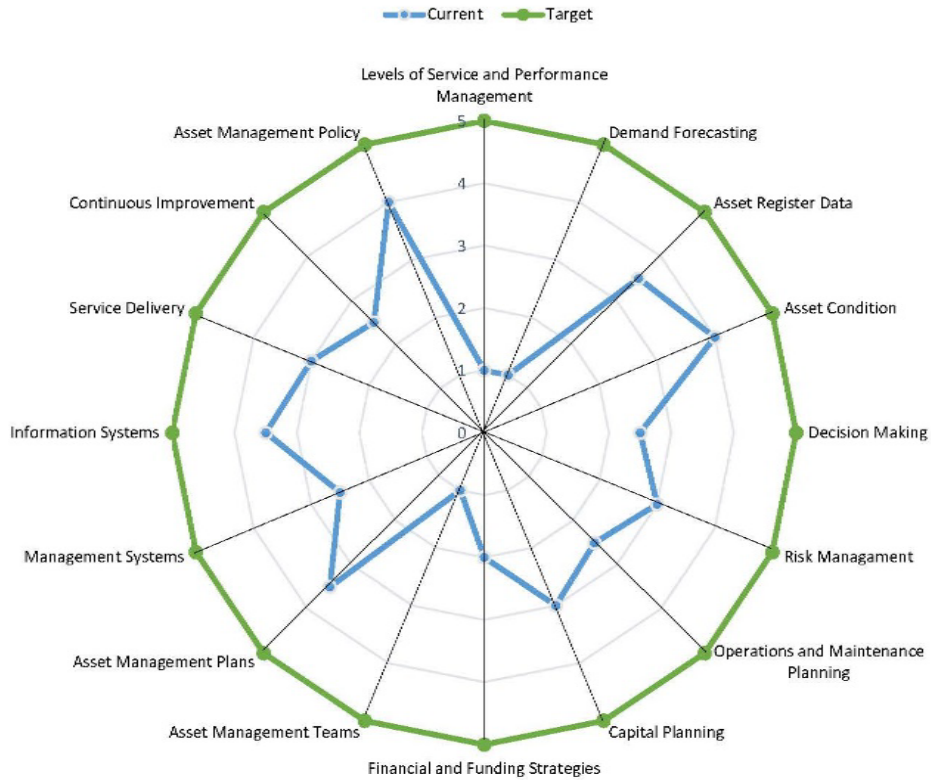 Current Target
Levels of Service and Performance
Management
Asset Management Policy
Demand Forecasting
Continuous Improvement
Asset Register Data
Service Delivery
Asset Condition
Information Systems
Decision Making
Management Systems
Risk Managament
Asset Management Plans
Operations and Maintenance
Planning
Asset Management Teams
Capital Planning
Financial and Funding Strategies
5
4
3
2
1
0